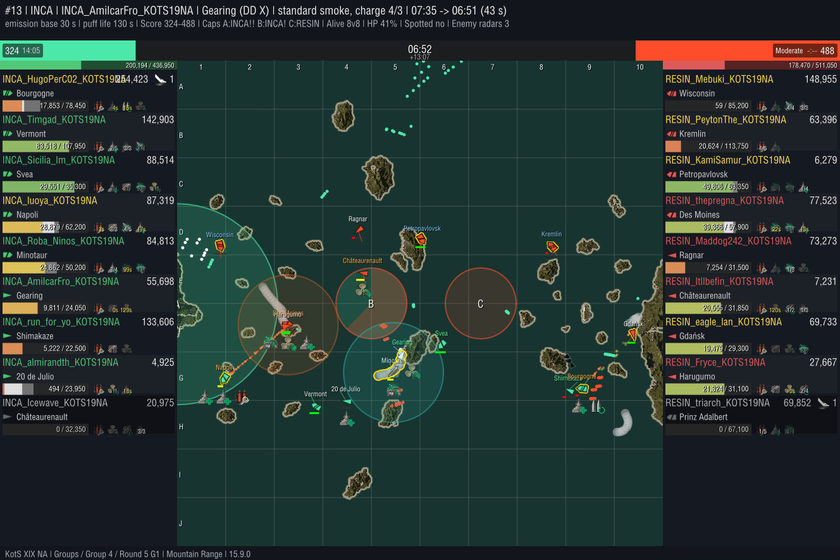 #13 | INCA | INCA_AmilcarFro_KOTS19NA | Gearing (DD X) | standard smoke, charge 4/3 | 07:35 -> 06:51 (43 s)
emission base 30 s | puff life 130 s | Score 324-488 | Caps A:INCA!! B:INCA! C:RESIN | Alive 8v8 | HP 41% | Spotted no | Enemy radars 3
324 14:05
06:52
+13:07
Moderate -:-- 488
200,194 / 436,950
178,470 / 511,050
INCA_HugoPerC02_KOTS19NA
1
Bourgogne
17,853 / 78,450
INCA_Timgad_KOTS19NA 142,903
Vermont
INCA_Sicilia_Im_KOTS19NA 88,514
Svea
INCA_luoya_KOTS19NA 87,319
Napoli
INCA_Roba_Ninos_KOTS19NA 84,813
Minotaur
INCA_AmilcarFro_KOTS19NA 55,698
Gearing
9,811 / 24,050
INCA_run_for_yo_KOTS19NA 133,606
Shimakaze
5,222 / 22,500
INCA_almirandth_KOTS19NA 4,925
20 de Julio
494 / 23,950
INCA_Icewave_KOTS19NA 20,975
Châteaurenault
0 / 32,350
RESIN_Mebuki_KOTS19NA 148,955
Wisconsin
59 / 85,200
RESIN_PeytonThe_KOTS19NA 63,396
Kremlin
20,624 / 113,750
RESIN_KamiSamur_KOTS19NA 6,279
Petropavlovsk
RESIN_thepregna_KOTS19NA 77,523
Des Moines
RESIN_Maddog242_KOTS19NA 73,273
Ragnar
7,254 / 31,500
RESIN_ltllbefin_KOTS19NA 7,231
Châteaurenault
RESIN_eagle_lan_KOTS19NA 69,733
Gdańsk
19,473 / 29,300
RESIN_Fryce_KOTS19NA 27,667
Harugumo
21,324 / 31,100
RESIN_triarch_KOTS19NA 69,852 1
Prinz Adalbert
0 / 67,100
1 2 3 4 5 6 7 8 9 10
A
B
C
D
E
F
G
H
I
J
Wisconsin
Ragnar
Petropavlovsk
Kremlin
Châteaurenault
B
C
Gdańsk
Svea
Vermont
20 de Julio
KotS XIX NA | Groups / Group 4 / Round 5 G1 | Mountain Range | 15.9.0